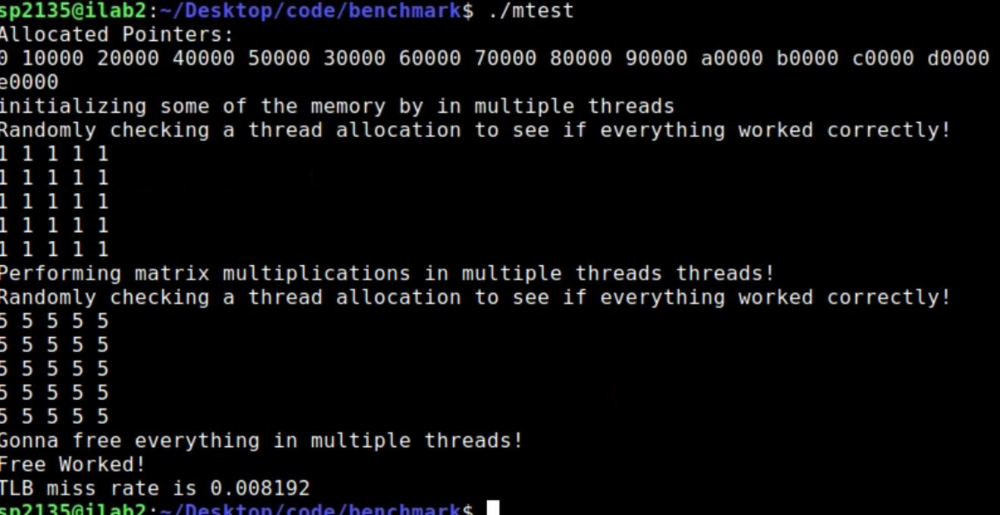 sp2135@ilab2:~/Desktop/code/benchmark$ ./mtest
Allocated Pointers:
0 10000 20000 40000 50000 30000 60000 70000 80000 90000 a0000 b0000 c0000 d0000
e0000
initializing some of the memory by in multiple threads
Randomly checking a thread allocation to see if everything worked correctly!
1 1 1 1 1
1 1 1 1 1
1 1 1 1 1
1 1 1 1 1
1 1 1 1 1
Performing matrix multiplications in multiple threads threads!
Randomly checking a thread allocation to see if everything worked correctly!
5 5 5 5 5
5 5 5 5 5
5 5 5 5 5
5 5 5 5 5
5 5 5 5 5
Gonna free everything in multiple threads!
Free Worked!
TLB miss rate is 0.008192
sp2135@ilab2:~/Desktop/code/benchmark$